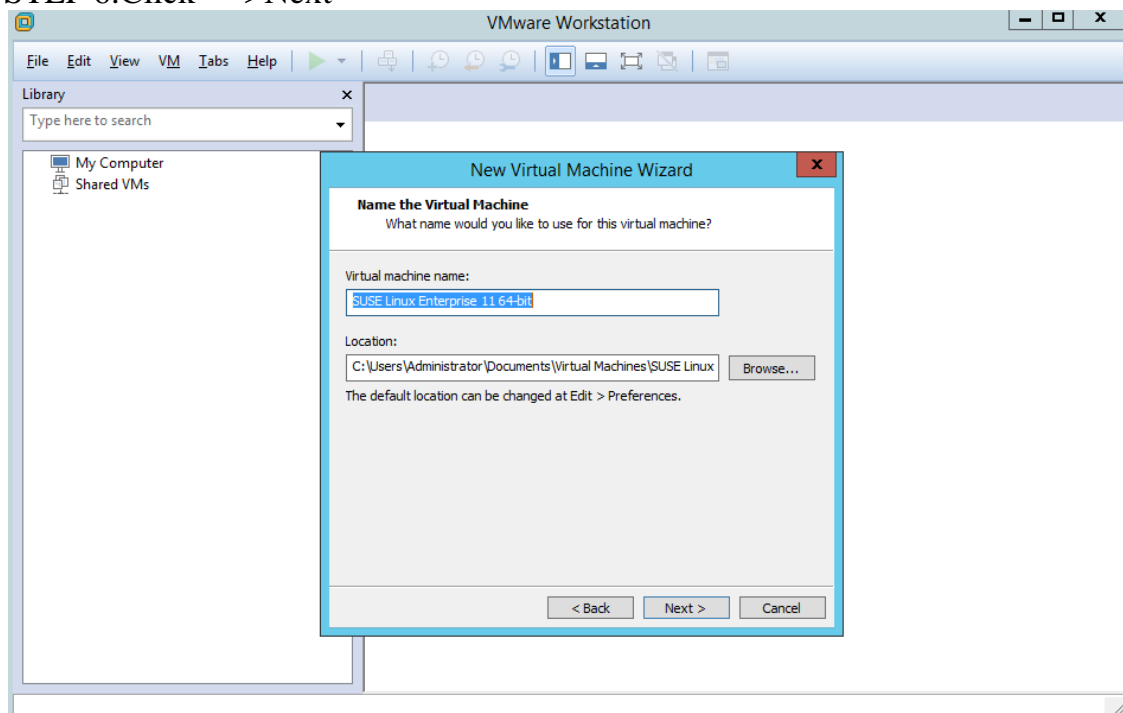 VMware Workstation
File Edit View VM Tabs Help
Library x
Type here to search
My Computer
Shared VMs
New Virtual Machine Wizard x
Name the Virtual Machine
What name would you like to use for this virtual machine?
Virtual machine name:
SUSE Linux Enterprise 11 64-bit
Location:
C:\Users\Administrator\Documents\Virtual Machines\SUSE Linux Browse...
The default location can be changed at Edit > Preferences.
< Back Next > Cancel